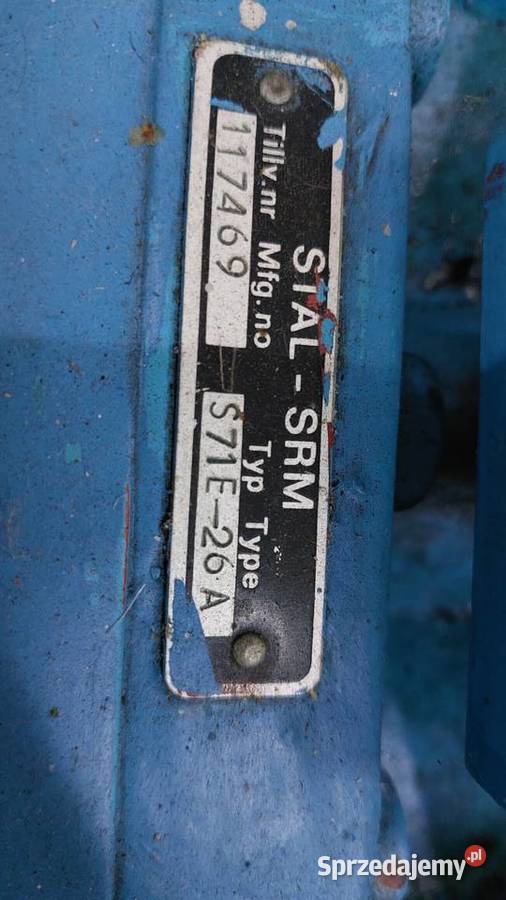 STAL-SRM
Tillv.nr Mfg.no Typ Type
117469 S71E-26 A
Sprzedajemy.pl